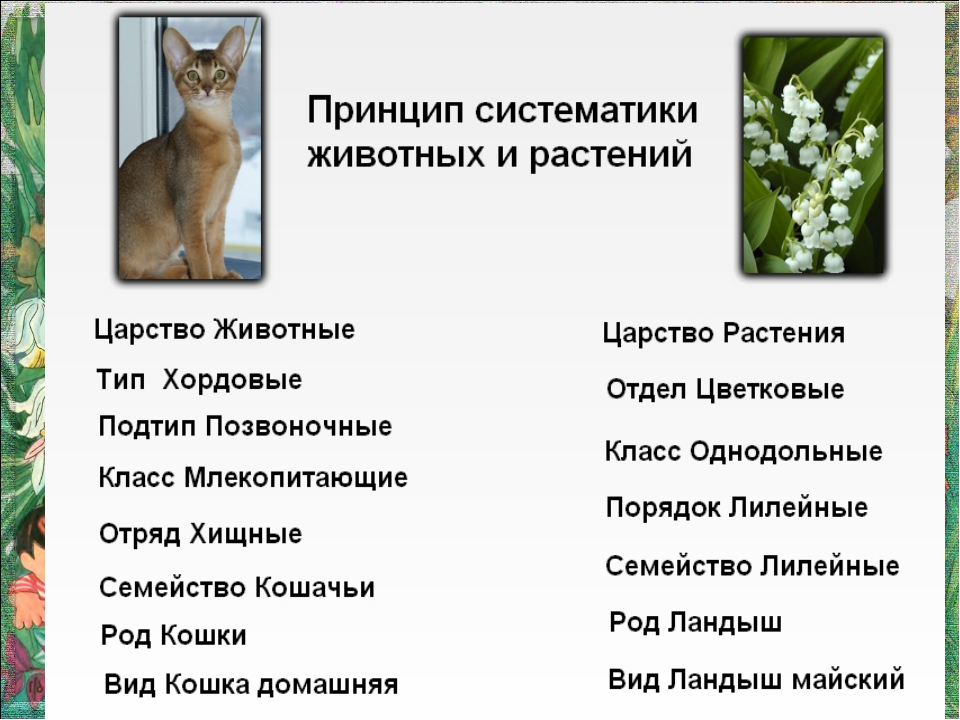 Принцип систематики
животных и растений
Царство Животные
Тип Хордовые
Подтип Позвоночные
Класс Млекопитающие
Отряд Хищные
Семейство Кошачьи
Род Кошки
Вид Кошка домашняя
Царство Растения
Отдел Цветковые
Класс Однодольные
Порядок Лилейные
Семейство Лилейные
Род Ландыш
Вид Ландыш майский